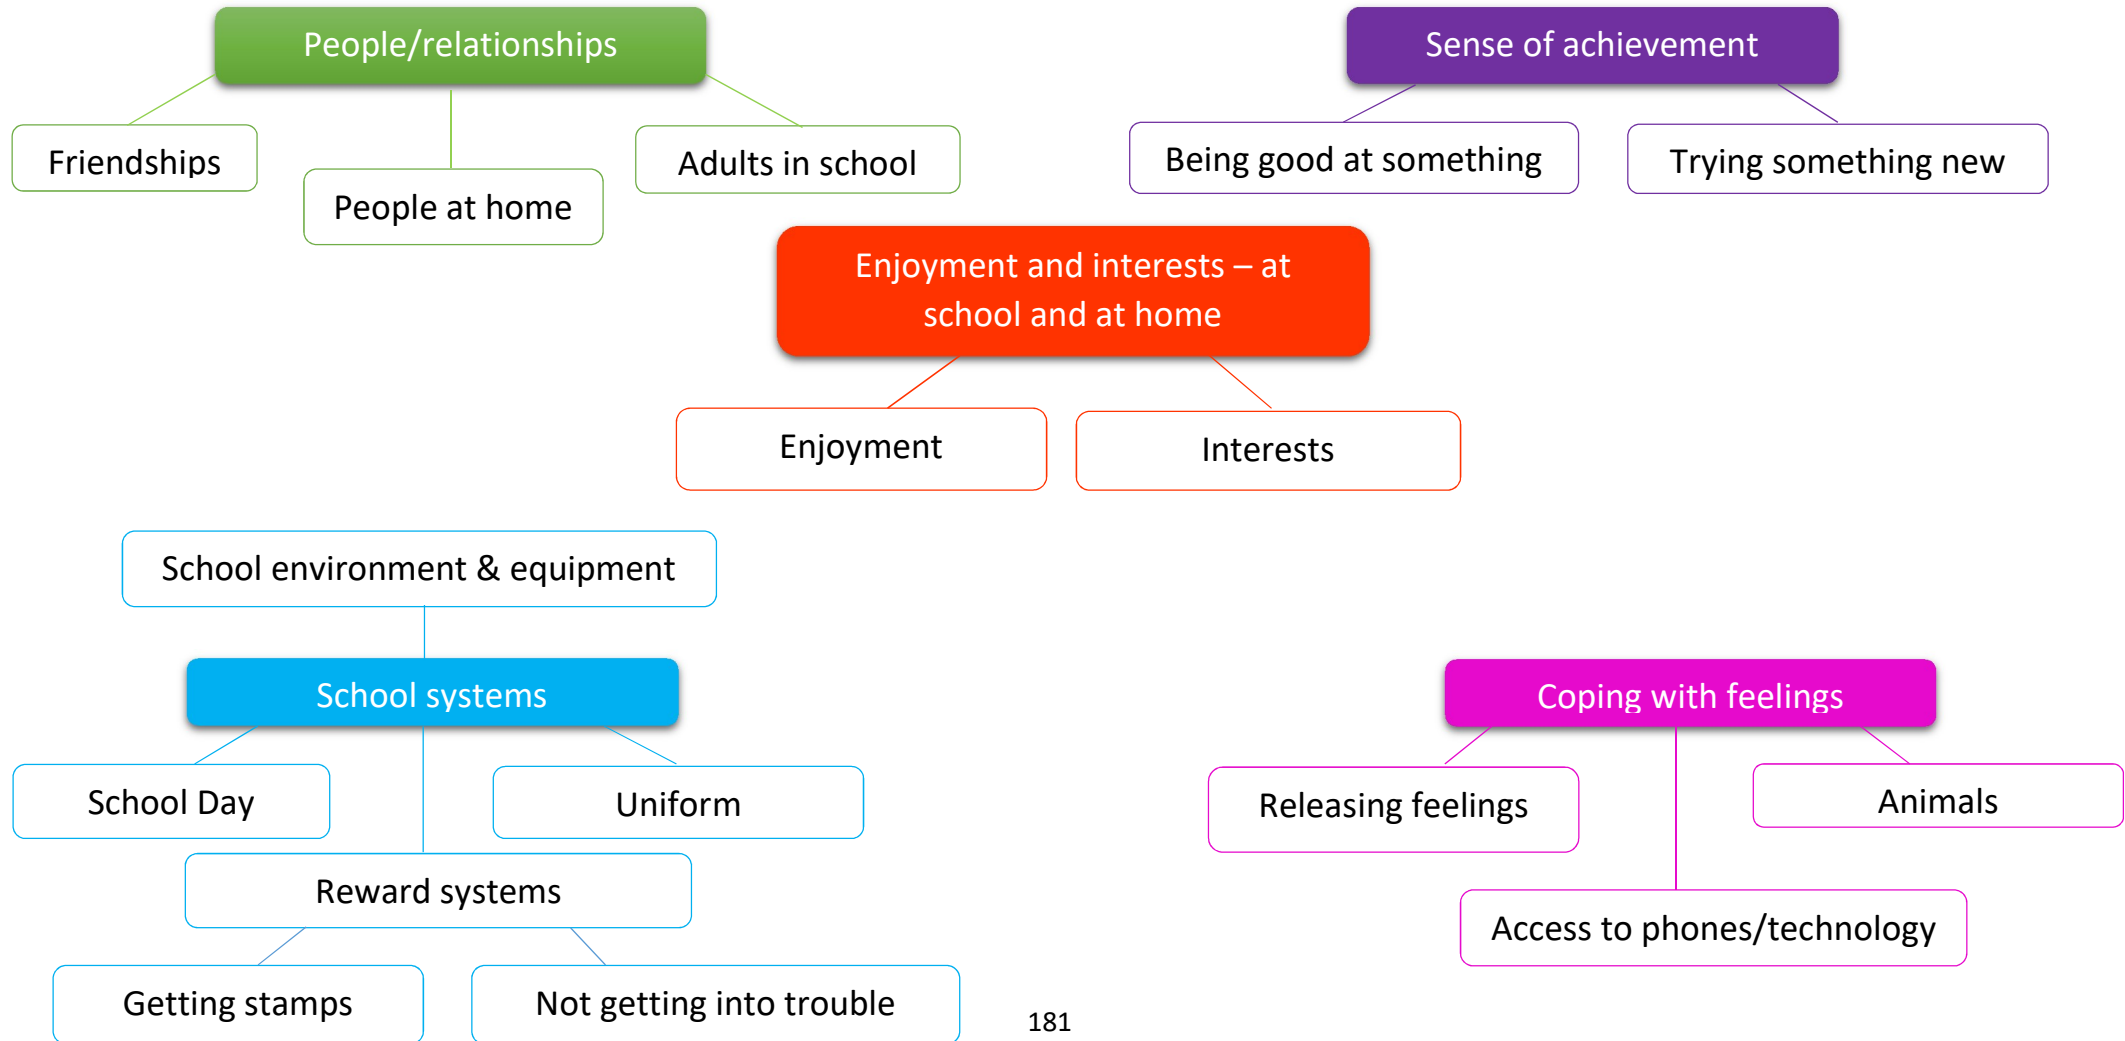 People/relationships
Friendships
People at home
Adults in school
Sense of achievement
Being good at something
Trying something new
Enjoyment and interests – at
school and at home
Enjoyment
Interests
School environment & equipment
School systems
School Day
Uniform
Reward systems
Getting stamps
Not getting into trouble
Coping with feelings
Releasing feelings
Animals
Access to phones/technology
181